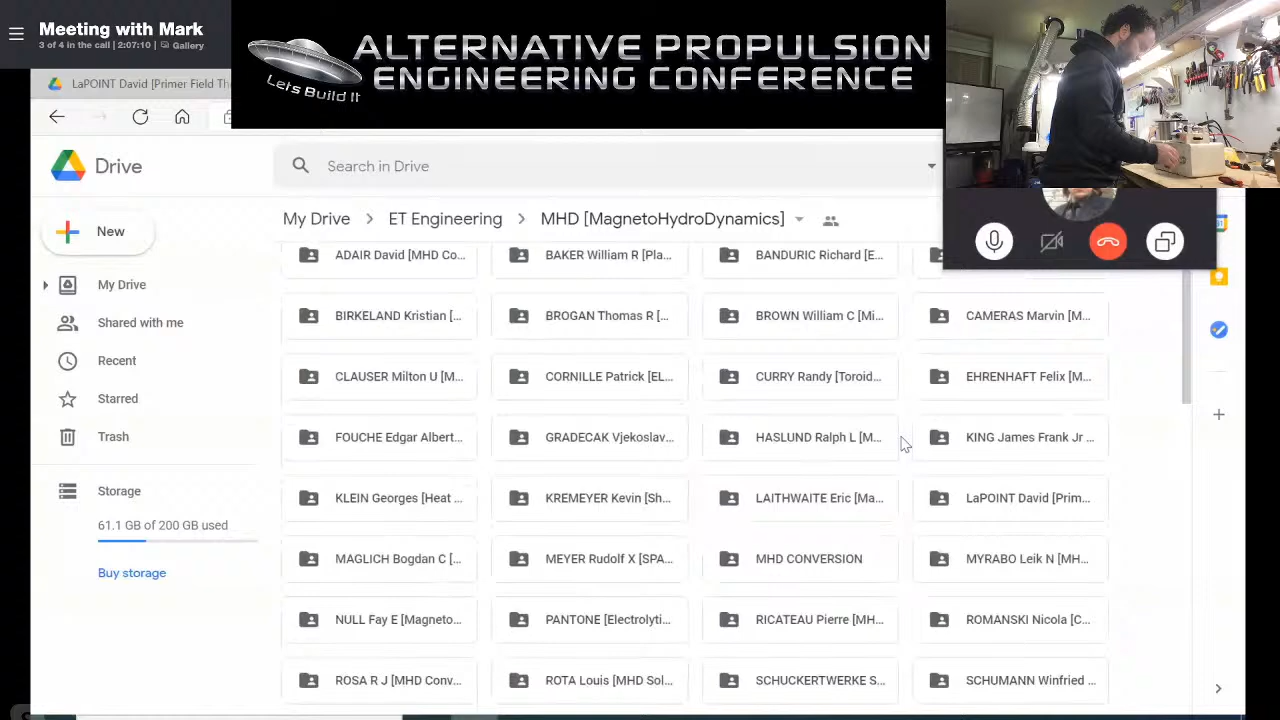 Meeting with Mark
3 of 4 in the call | 2:07:10 | Gallery
ALTERNATIVE PROPULSION
ENGINEERING CONFERENCE
Let's Build It
LaPOINT David [Primer Field Th
Drive
Search in Drive
New
My Drive > ET Engineering > MHD [MagnetoHydroDynamics]
My Drive
Shared with me
Recent
Starred
Trash
Storage
61.1 GB of 200 GB used
Buy storage
ADAIR David [MHD Co... BAKER William R [Pla... BANDURIC Richard [E...
BIRKELAND Kristian [... BROGAN Thomas R [... BROWN William C [Mi... CAMERAS Marvin [M...
CLAUSER Milton U [M... CORNILLE Patrick [EL... CURRY Randy [Toroid... EHRENHAFT Felix [M...
FOUCHE Edgar Albert... GRADECAK Vjekoslav... HASLUND Ralph L [M... KING James Frank Jr ...
KLEIN Georges [Heat ... KREMEYER Kevin [Sh... LAITHWAITE Eric [Ma... LaPOINT David [Prim...
MAGLICH Bogdan C [... MEYER Rudolf X [SPA... MHD CONVERSION MYRABO Leik N [MH...
NULL Fay E [Magneto... PANTONE [Electrolyti... RICATEAU Pierre [MH... ROMANSKI Nicola [C...
ROSA R J [MHD Conv... ROTA Louis [MHD Sol... SCHUCKERTWERKE S... SCHUMANN Winfried ...